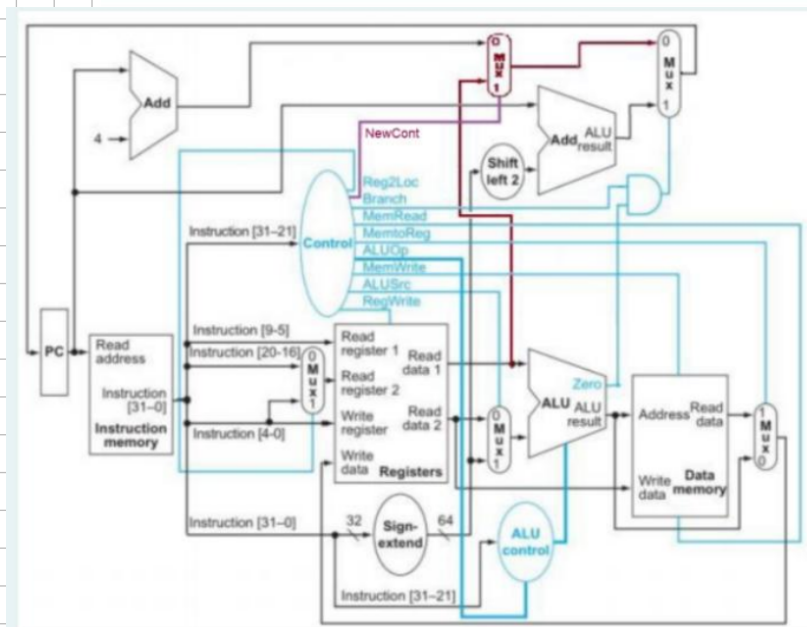 0
M
u
x
1
0
M
u
x
1
Add
4
NewCont
Add ALU
result
Shift
left 2
Reg2Loc
Branch
MemRead
MemtoReg
ALUOp
MemWrite
ALUSrc
RegWrite
Control
Instruction [31–21]
PC
Read
address
Instruction
[31–0]
Instruction
memory
Instruction [9-5]
Instruction [20-16]
Instruction [4-0]
0
M
u
x
1
Read
register 1
Read
register 2
Write
register
Write
data
Read
data 1
Read
data 2
Registers
0
M
u
x
1
Zero
ALU ALU
result
Address
Read
data
Write
data
Data
memory
1
M
u
x
0
Instruction [31–0]
32
Sign-
extend
64
ALU
control
Instruction [31–21]